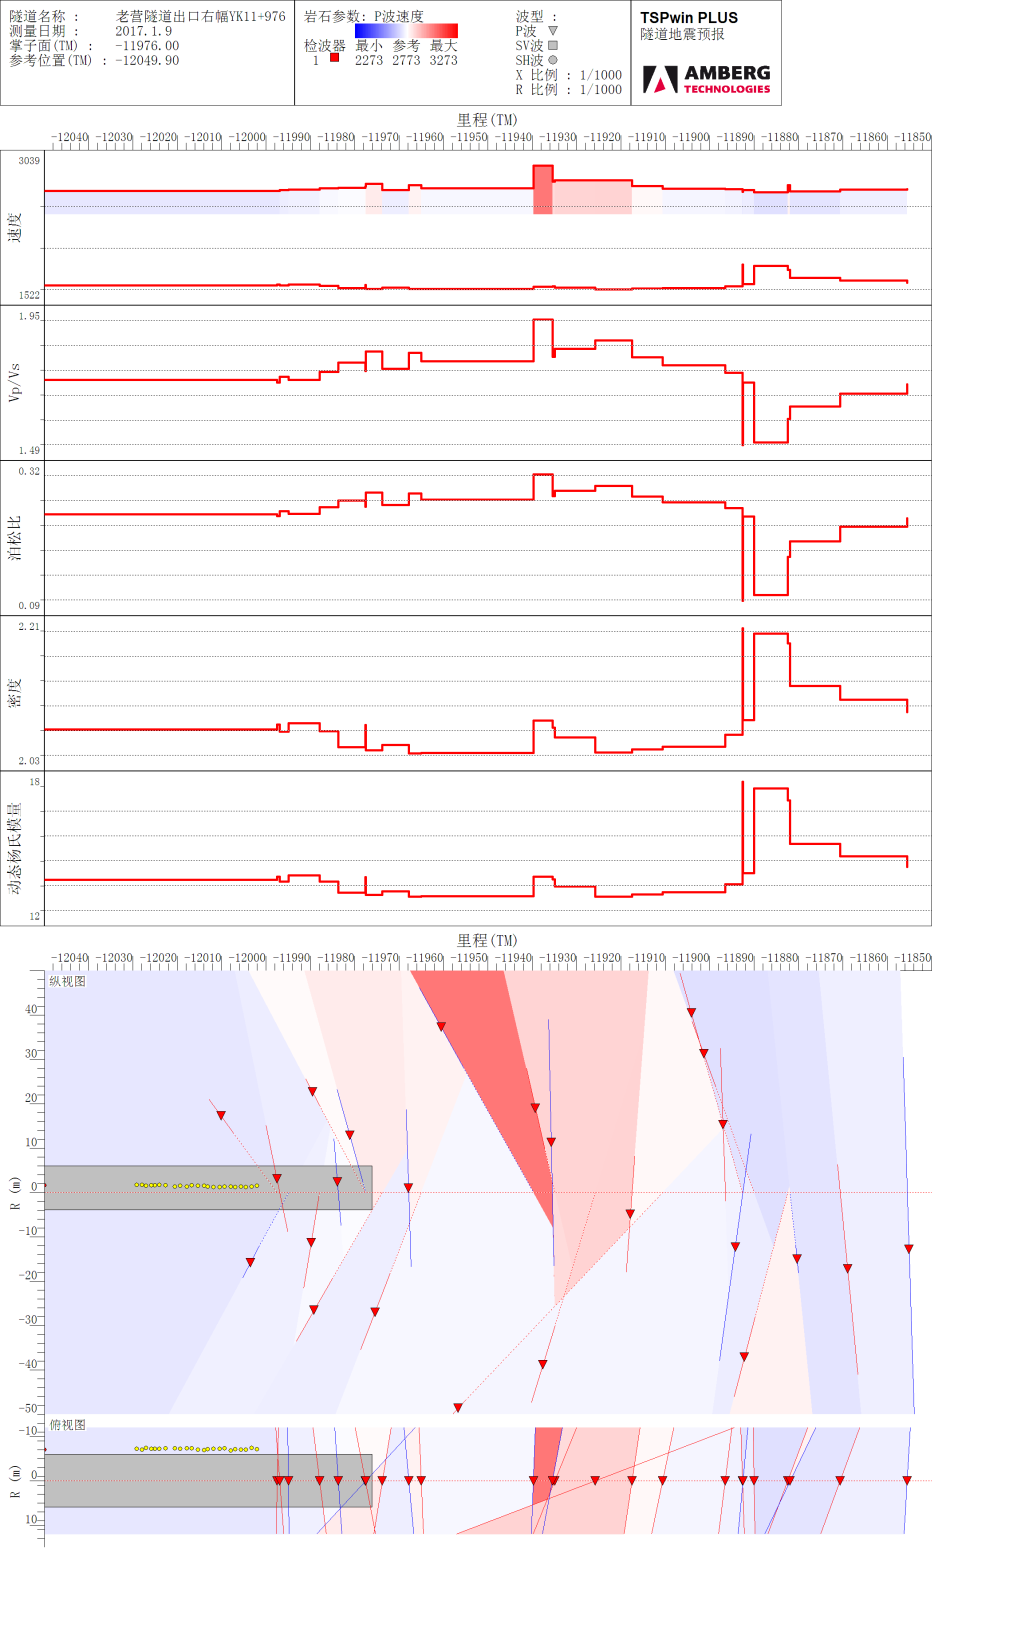 隧道名称 : 老营隧道出口右幅YK11+976
测量日期 : 2017.1.9
掌子面(TM) : -11976.00
参考位置(TM) : -12049.90
岩石参数: P波速度
检波器 最小 参考 最大
1 2273 2773 3273
波型 :
P波
SV波
SH波
X 比例 : 1/1000
R 比例 : 1/1000
TSPwin PLUS
隧道地震预报
AMBERG
TECHNOLOGIES
里程(TM)
-12040 -12030 -12020 -12010 -12000 -11990 -11980 -11970 -11960 -11950 -11940 -11930 -11920 -11910 -11900 -11890 -11880 -11870 -11860 -11850
3039
速度
1522
1.95
Vp/Vs
1.49
0.32
泊松比
0.09
2.21
密度
2.03
18
动态杨氏模量
12
里程(TM)
-12040 -12030 -12020 -12010 -12000 -11990 -11980 -11970 -11960 -11950 -11940 -11930 -11920 -11910 -11900 -11890 -11880 -11870 -11860 -11850
纵视图
40
30
20
10
0
R (m)
-10
-20
-30
-40
-50
俯视图
-10
0
R (m)
10